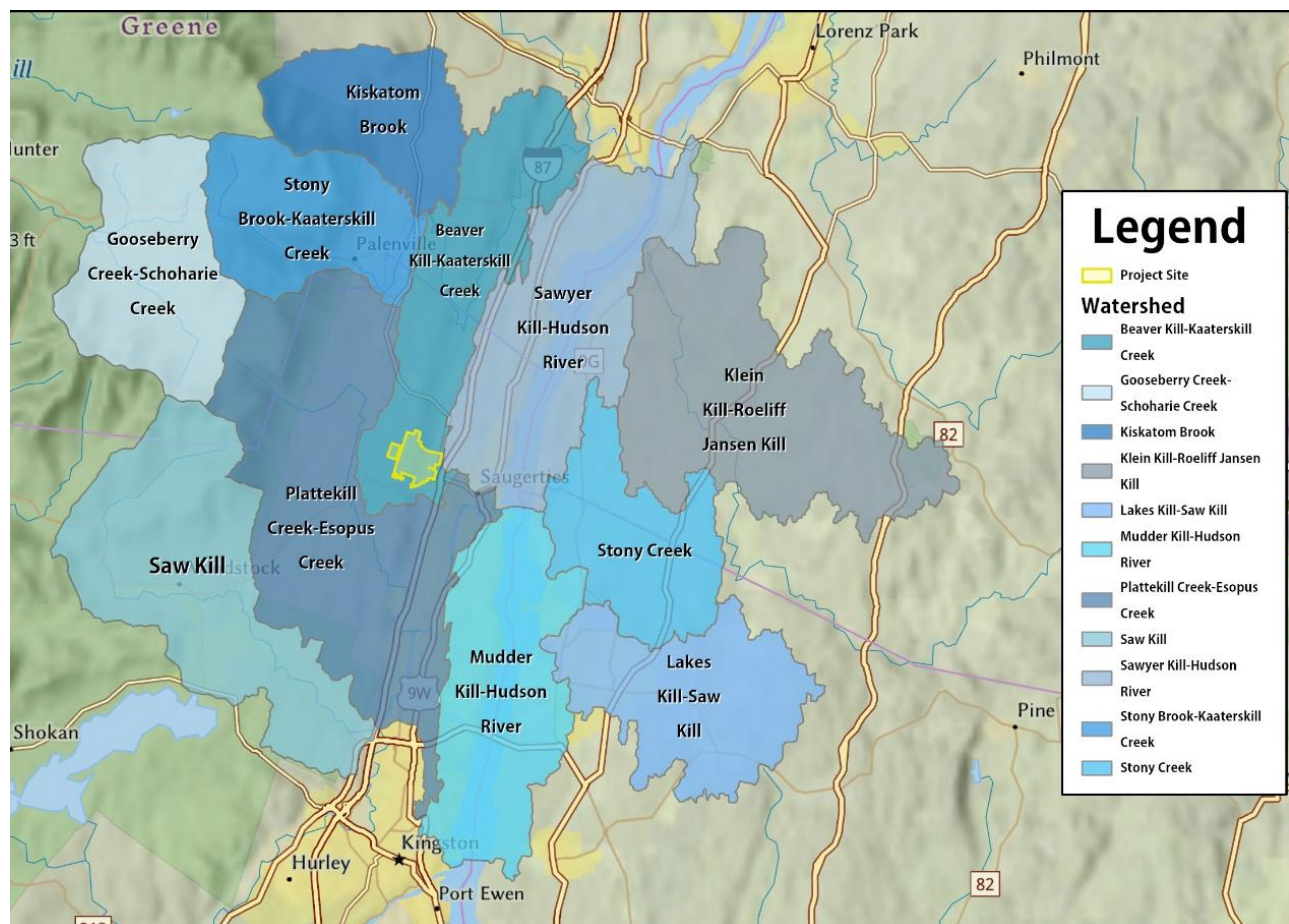 Greene
Lorenz Park
Philmont
ill
Kiskatom
Brook
Hunter
87
Stony
Brook-Kaaterskill
Creek
Palenville
3 ft
Gooseberry
Creek-Schoharie
Creek
Beaver
Kill-Kaaterskill
Creek
Sawyer
Kill-Hudson
River
9G
Klein
Kill-Roeliff
Jansen Kill
82
Saugerties
Plattekill
Creek-Esopus
Creek
Stony Creek
Saw Kill
Mudder
Kill-Hudson
River
9W
Lakes
Kill-Saw
Kill
Shokan
Pine
Kingston
Hurley
Port Ewen
82
Legend
Project Site
Watershed
Beaver Kill-Kaaterskill
Creek
Gooseberry Creek-
Schoharie Creek
Kiskatom Brook
Klein Kill-Roeliff Jansen
Kill
Lakes Kill-Saw Kill
Mudder Kill-Hudson
River
Plattekill Creek-Esopus
Creek
Saw Kill
Sawyer Kill-Hudson
River
Stony Brook-Kaaterskill
Creek
Stony Creek